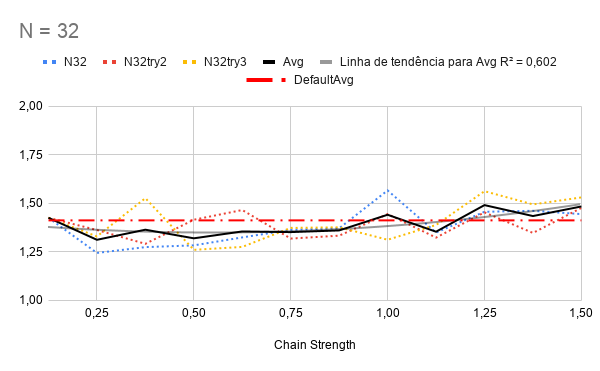 N = 32
N32 N32try2 N32try3 Avg Linha de tendência para Avg R² = 0,602
DefaultAvg
2,00
1,75
1,50
1,25
1,00
0,25 0,50 0,75 1,00 1,25 1,50
Chain Strength